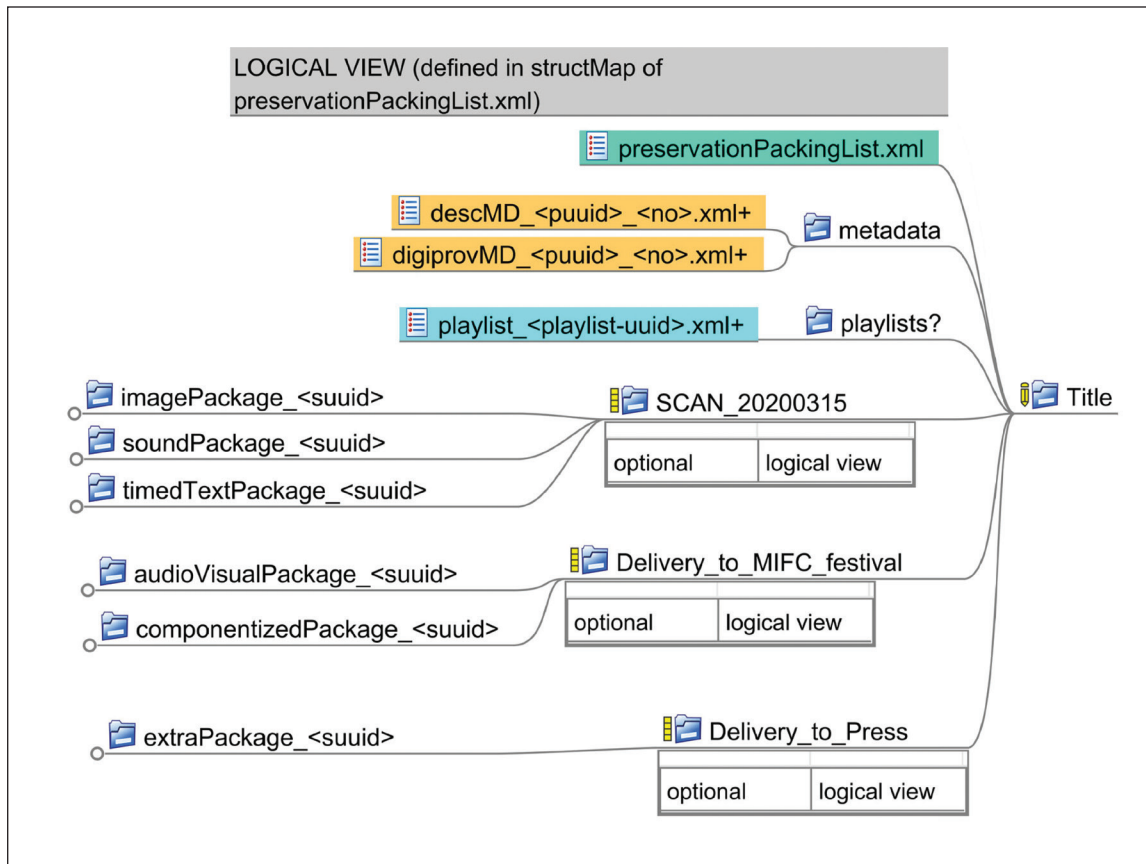 LOGICAL VIEW (defined in structMap of
preservationPackingList.xml)
preservationPackingList.xml
descMD_<puuid>_<no>.xml+
metadata
digiprovMD_<puuid>_<no>.xml+
playlist_<playlist-uuid>.xml+
playlists?
imagePackage_<suuid>
SCAN_20200315
Title
soundPackage_<suuid>
optional
logical view
timedTextPackage_<suuid>
audioVisualPackage_<suuid>
Delivery_to_MIFC_festival
componentizedPackage_<suuid>
optional
logical view
extraPackage_<suuid>
Delivery_to_Press
optional
logical view